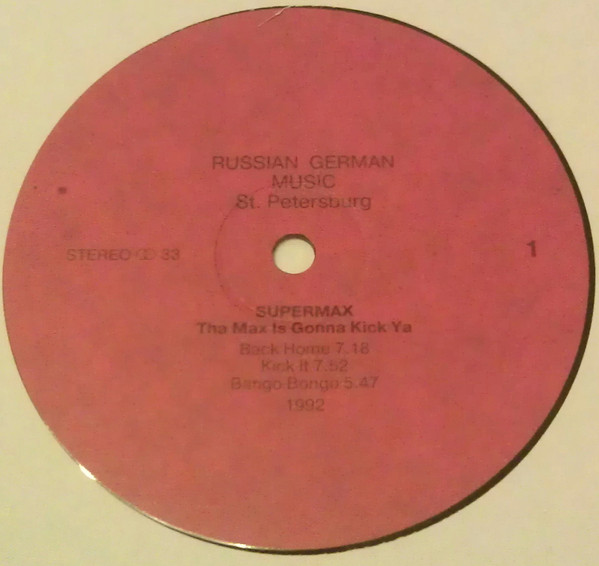 RUSSIAN GERMAN
MUSIC
St. Petersburg
STEREO 33
1
SUPERMAX
Tha Max Is Gonna Kick Ya
Back Home 7.18
Kick It 7.52
Bango Bongo 5.47
1992